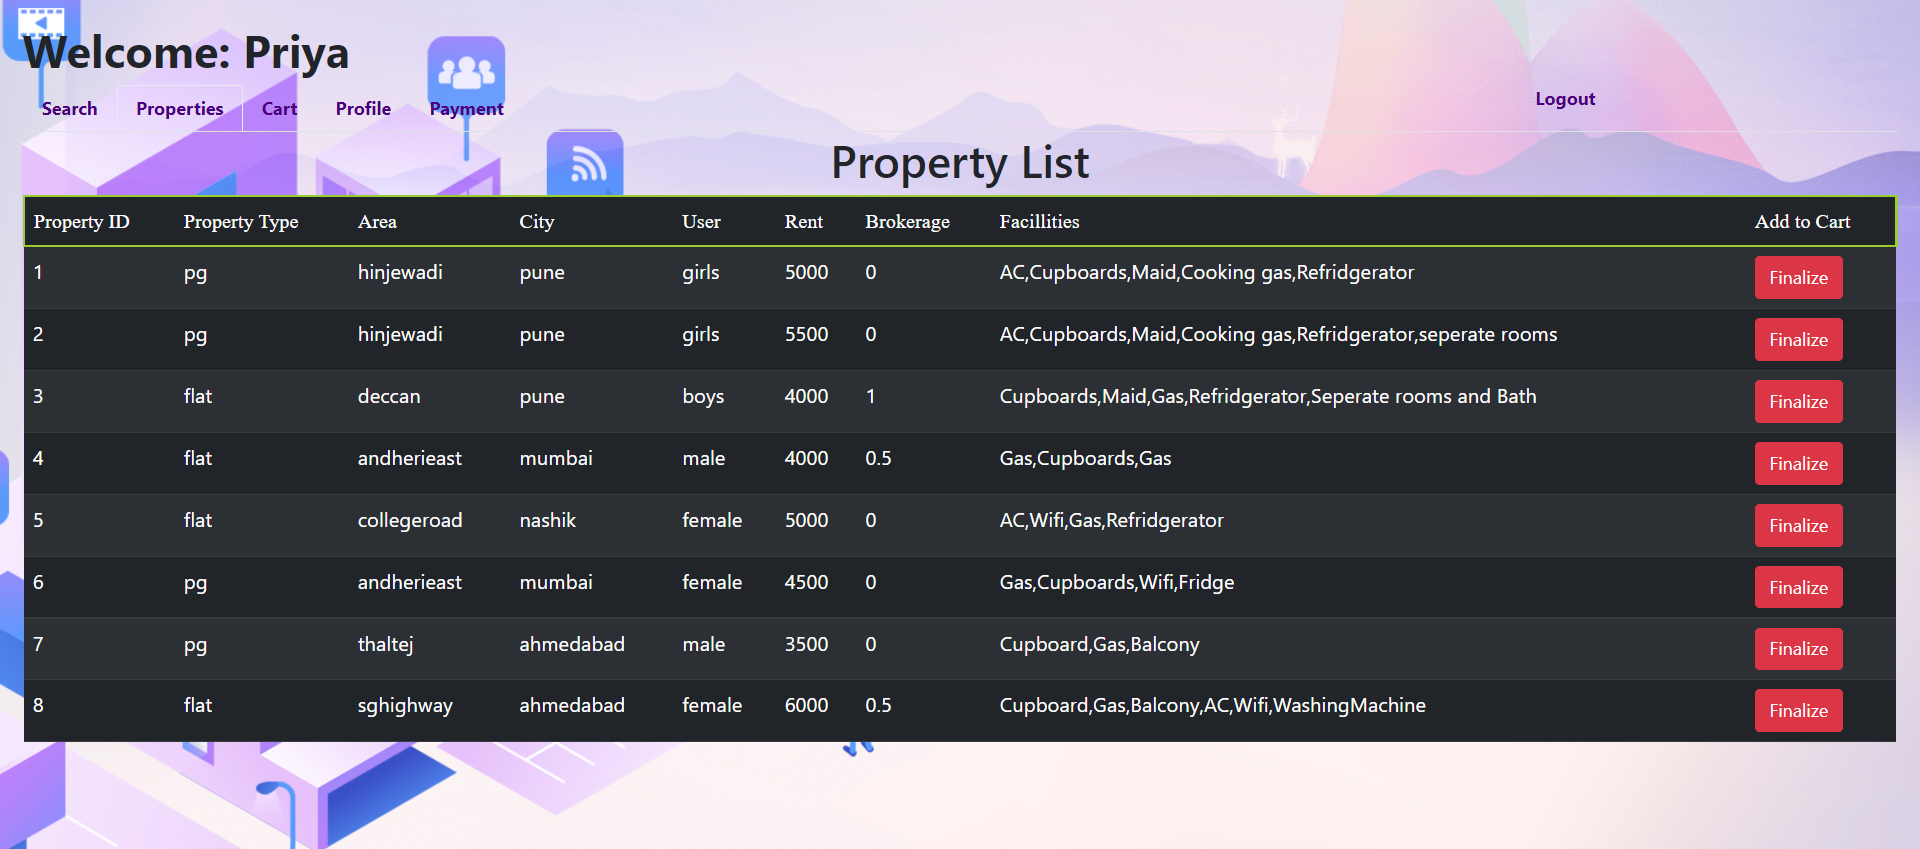 Welcome: Priya
Search Properties Cart Profile Payment Logout
Property List
Property ID Property Type Area City User Rent Brokerage Facillities Add to Cart
1 pg hinjewadi pune girls 5000 0 AC,Cupboards,Maid,Cooking gas,Refridgerator Finalize
2 pg hinjewadi pune girls 5500 0 AC,Cupboards,Maid,Cooking gas,Refridgerator,seperate rooms Finalize
3 flat deccan pune boys 4000 1 Cupboards,Maid,Gas,Refridgerator,Seperate rooms and Bath Finalize
4 flat andherieast mumbai male 4000 0.5 Gas,Cupboards,Gas Finalize
5 flat collegeroad nashik female 5000 0 AC,Wifi,Gas,Refridgerator Finalize
6 pg andherieast mumbai female 4500 0 Gas,Cupboards,Wifi,Fridge Finalize
7 pg thaltej ahmedabad male 3500 0 Cupboard,Gas,Balcony Finalize
8 flat sghighway ahmedabad female 6000 0.5 Cupboard,Gas,Balcony,AC,Wifi,WashingMachine Finalize